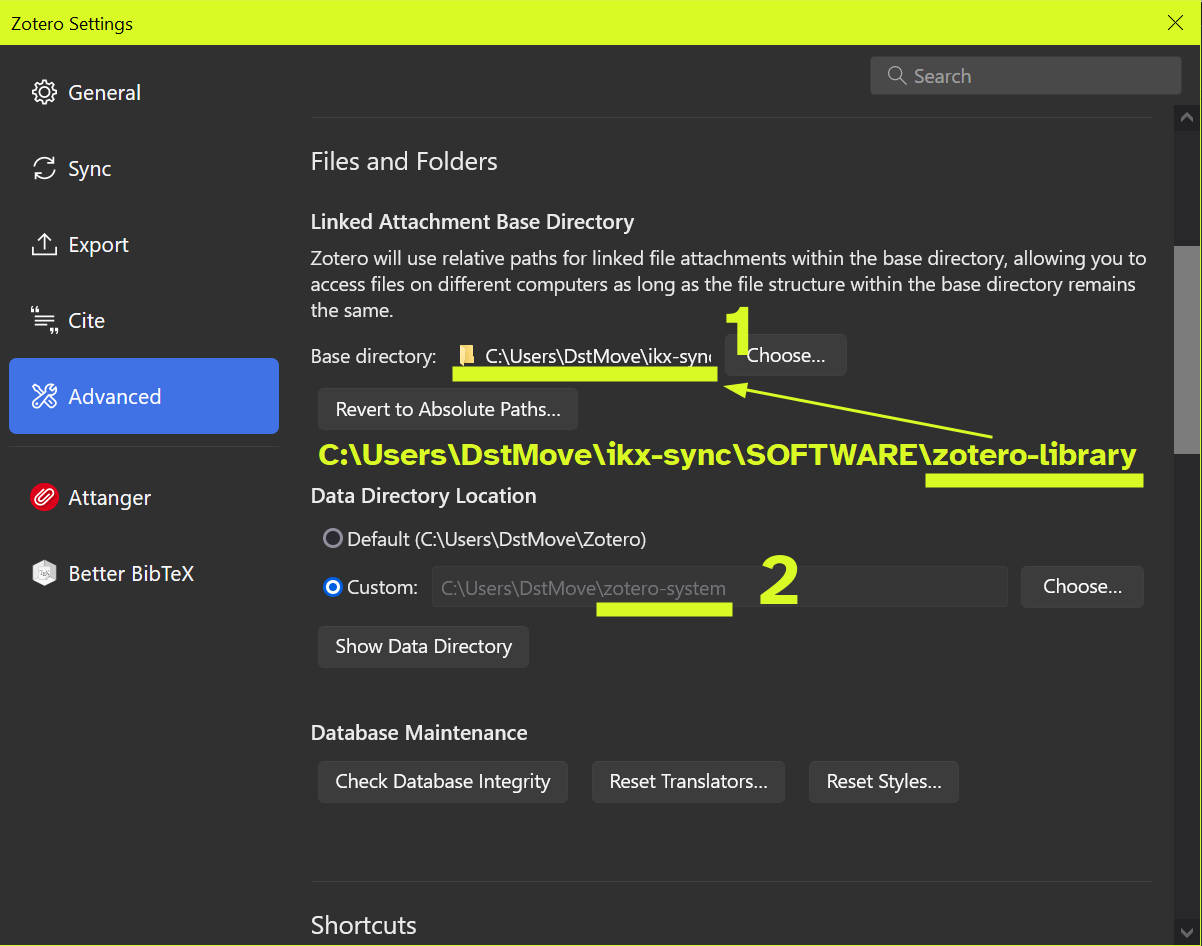 Zotero Settings
Search
General
Sync
Export
Cite
Advanced
Attanger
Better BibTeX
Files and Folders
Linked Attachment Base Directory
Zotero will use relative paths for linked file attachments within the base directory, allowing you to
access files on different computers as long as the file structure within the base directory remains
the same.
1
Base directory: C:\Users\DstMove\ikx-syn Choose...
Revert to Absolute Paths...
C:\Users\DstMove\ikx-sync\SOFTWARE\zotero-library
Data Directory Location
Default (C:\Users\DstMove\Zotero)
Custom: C:\Users\DstMove\zotero-system 2 Choose...
Show Data Directory
Database Maintenance
Check Database Integrity Reset Translators... Reset Styles...
Shortcuts